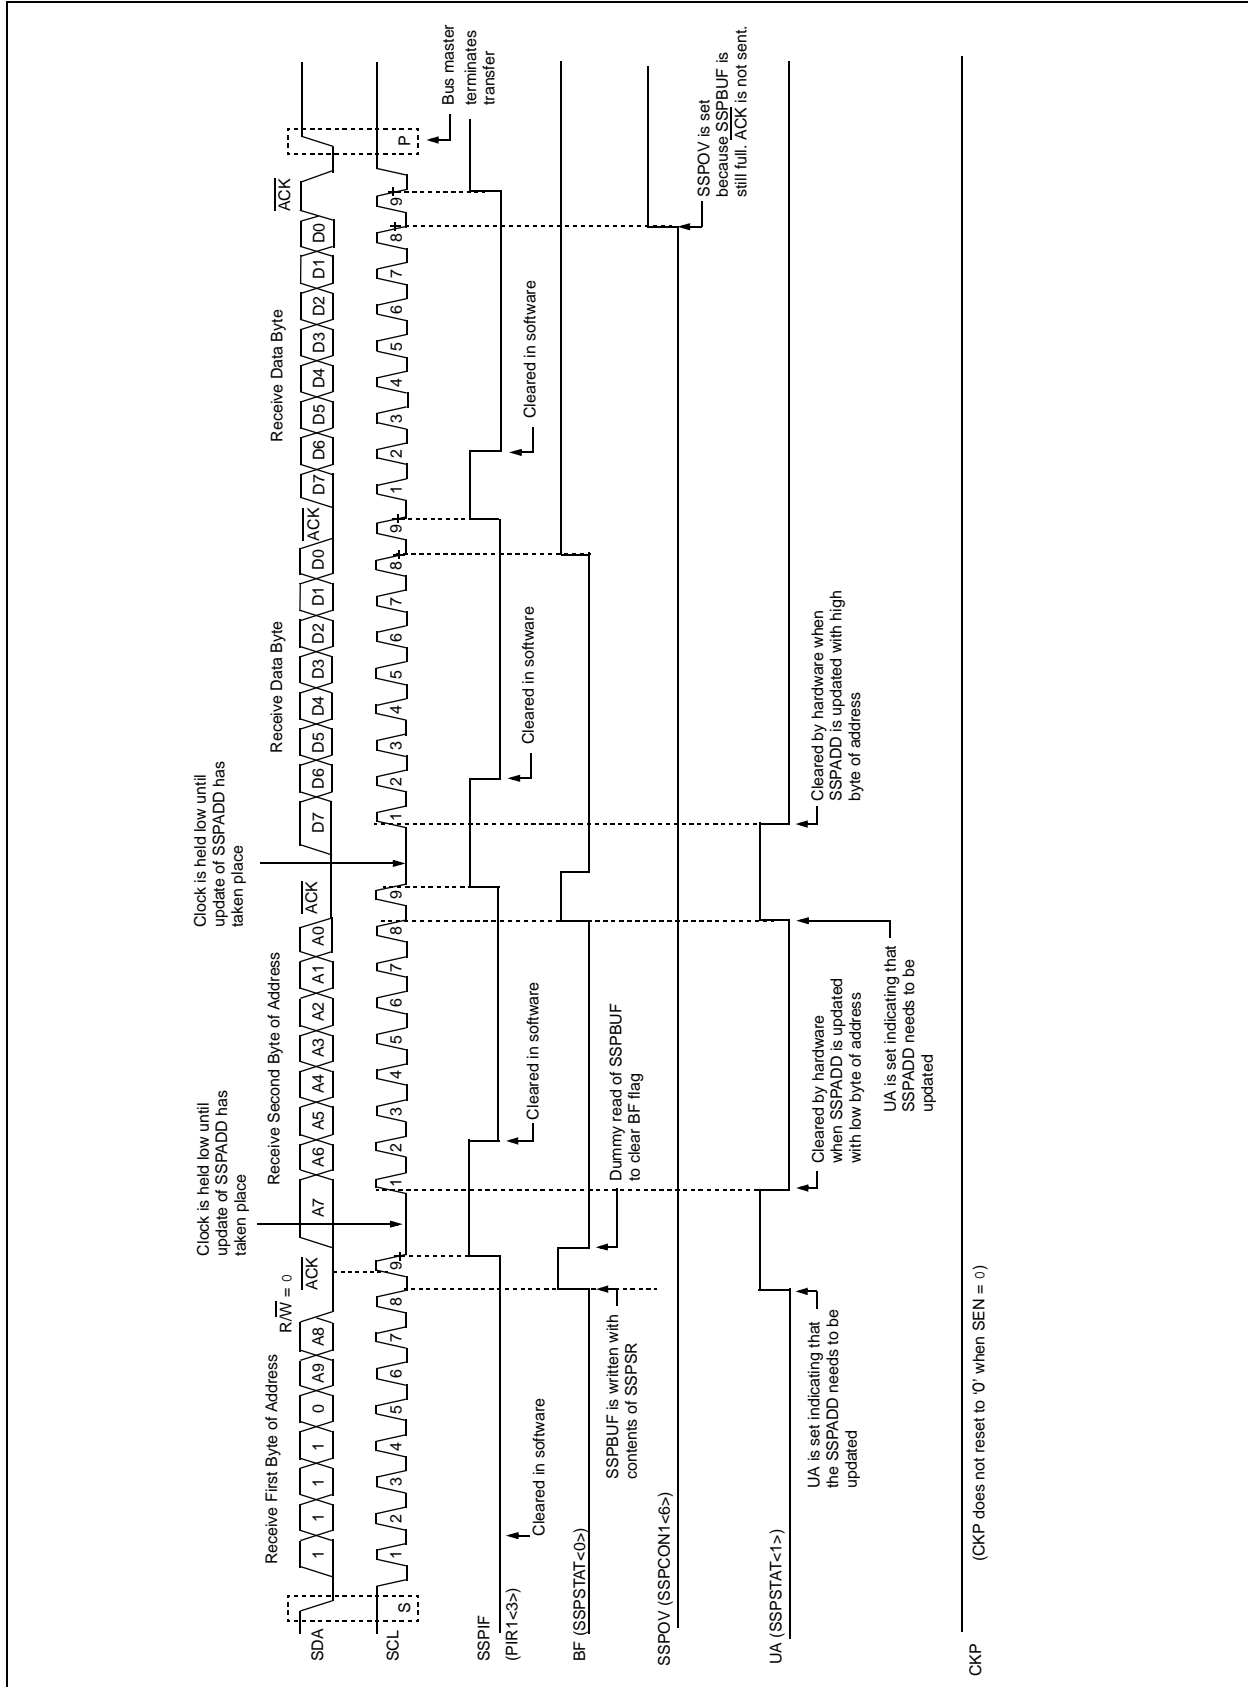 Receive First Byte of Address
R/W = 0
Receive Second Byte of Address
Receive Data Byte
Receive Data Byte
Clock is held low until
update of SSPADD has
taken place
Clock is held low until
update of SSPADD has
taken place
SDA
1 1 1 1 0 A9 A8 ACK
A7 A6 A5 A4 A3 A2 A1 A0 ACK
D7 D6 D5 D4 D3 D2 D1 D0 ACK
D7 D6 D5 D4 D3 D2 D1 D0 ACK
SCL
S
1 2 3 4 5 6 7 8 9
1 2 3 4 5 6 7 8 9
1 2 3 4 5 6 7 8 9
1 2 3 4 5 6 7 8 9
P
Bus master
terminates
transfer
SSPIF
(PIR1<3>)
Cleared in software
Cleared in software
Cleared in software
Cleared in software
BF (SSPSTAT<0>)
SSPBUF is written with
contents of SSPSR
Dummy read of SSPBUF
to clear BF flag
SSPOV (SSPCON1<6>)
SSPOV is set
because SSPBUF is
still full. ACK is not sent.
UA (SSPSTAT<1>)
UA is set indicating that
the SSPADD needs to be
updated
Cleared by hardware
when SSPADD is updated
with low byte of address
UA is set indicating that
SSPADD needs to be
updated
Cleared by hardware when
SSPADD is updated with high
byte of address
CKP
(CKP does not reset to ‘0’ when SEN = 0)